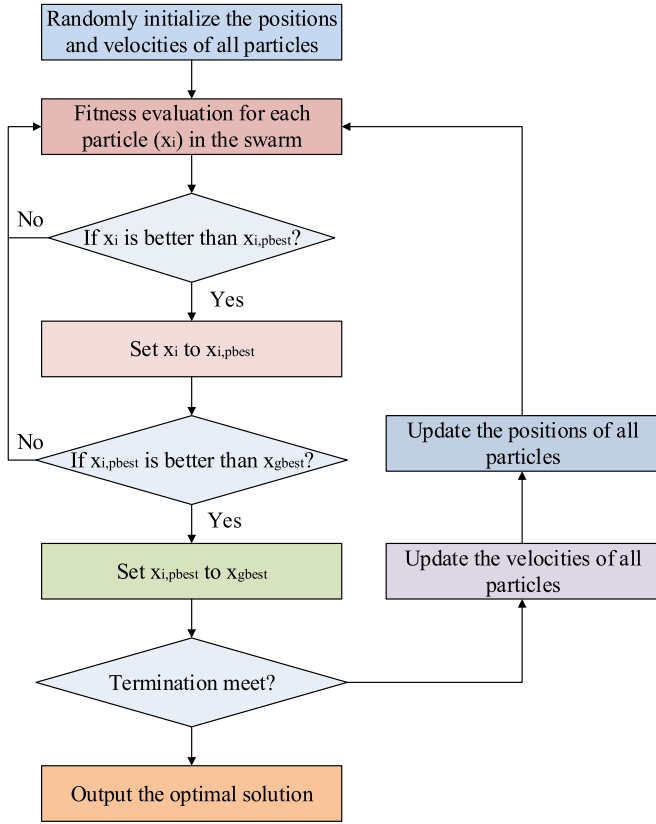 Randomly initialize the positions
and velocities of all particles
Fitness evaluation for each
particle (xi) in the swarm
No
If xi is better than xi,pbest?
Yes
Set xi to xi,pbest
No
If xi,pbest is better than xgbest?
Yes
Set xi,pbest to xgbest
Termination meet?
Output the optimal solution
Update the positions of all
particles
Update the velocities of all
particles